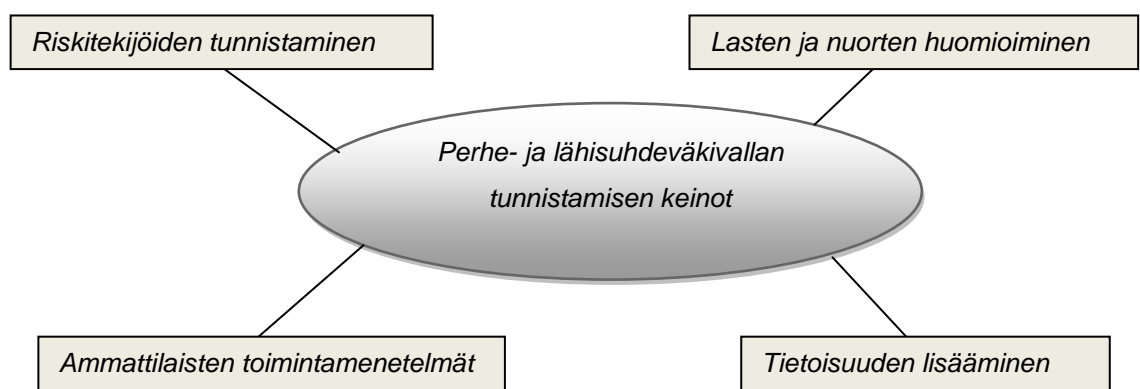 Riskitekijöiden tunnistaminen
Lasten ja nuorten huomioiminen
Perhe- ja lähisuhdeväkivallan
tunnistamisen keinot
Ammattilaisten toimintamenetelmät
Tietoisuuden lisääminen